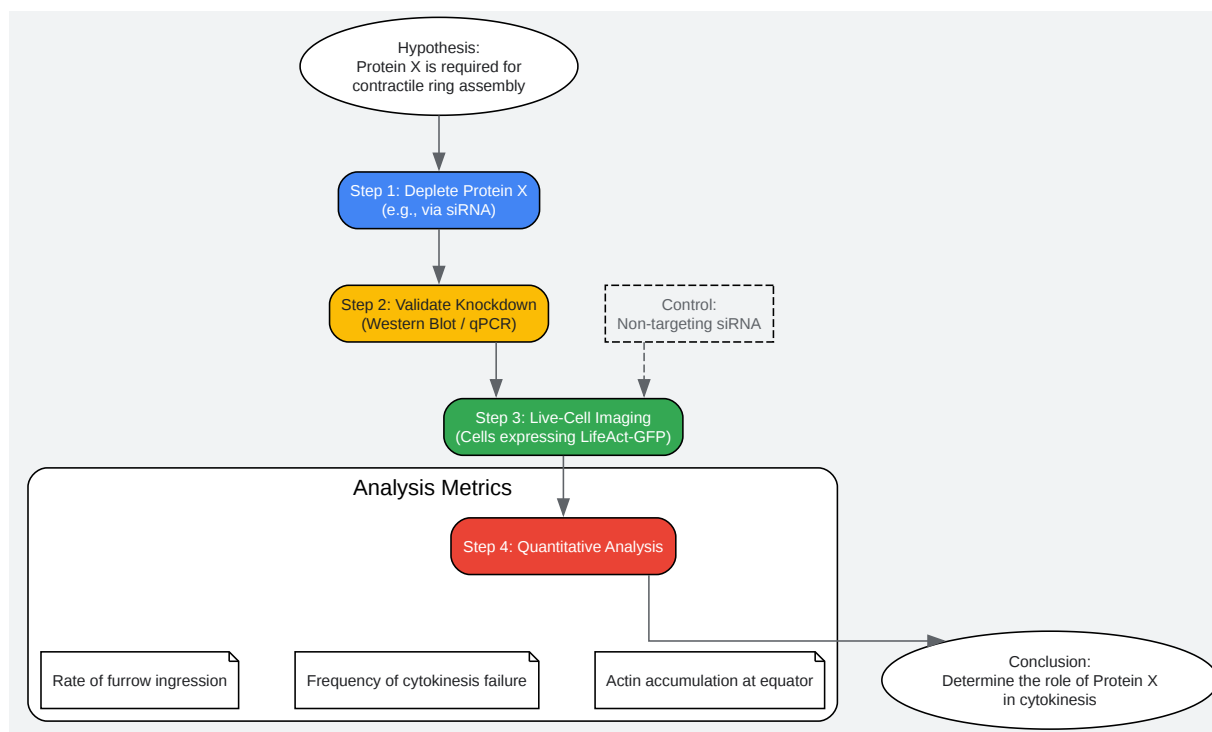 Hypothesis:
Protein X is required for
contractile ring assembly
Step 1: Deplete Protein X
(e.g., via siRNA)
Step 2: Validate Knockdown
(Western Blot / qPCR)
Control:
Non-targeting siRNA
Step 3: Live-Cell Imaging
(Cells expressing LifeAct-GFP)
Analysis Metrics
Step 4: Quantitative Analysis
Rate of furrow ingression
Frequency of cytokinesis failure
Actin accumulation at equator
Conclusion:
Determine the role of Protein X
in cytokinesis